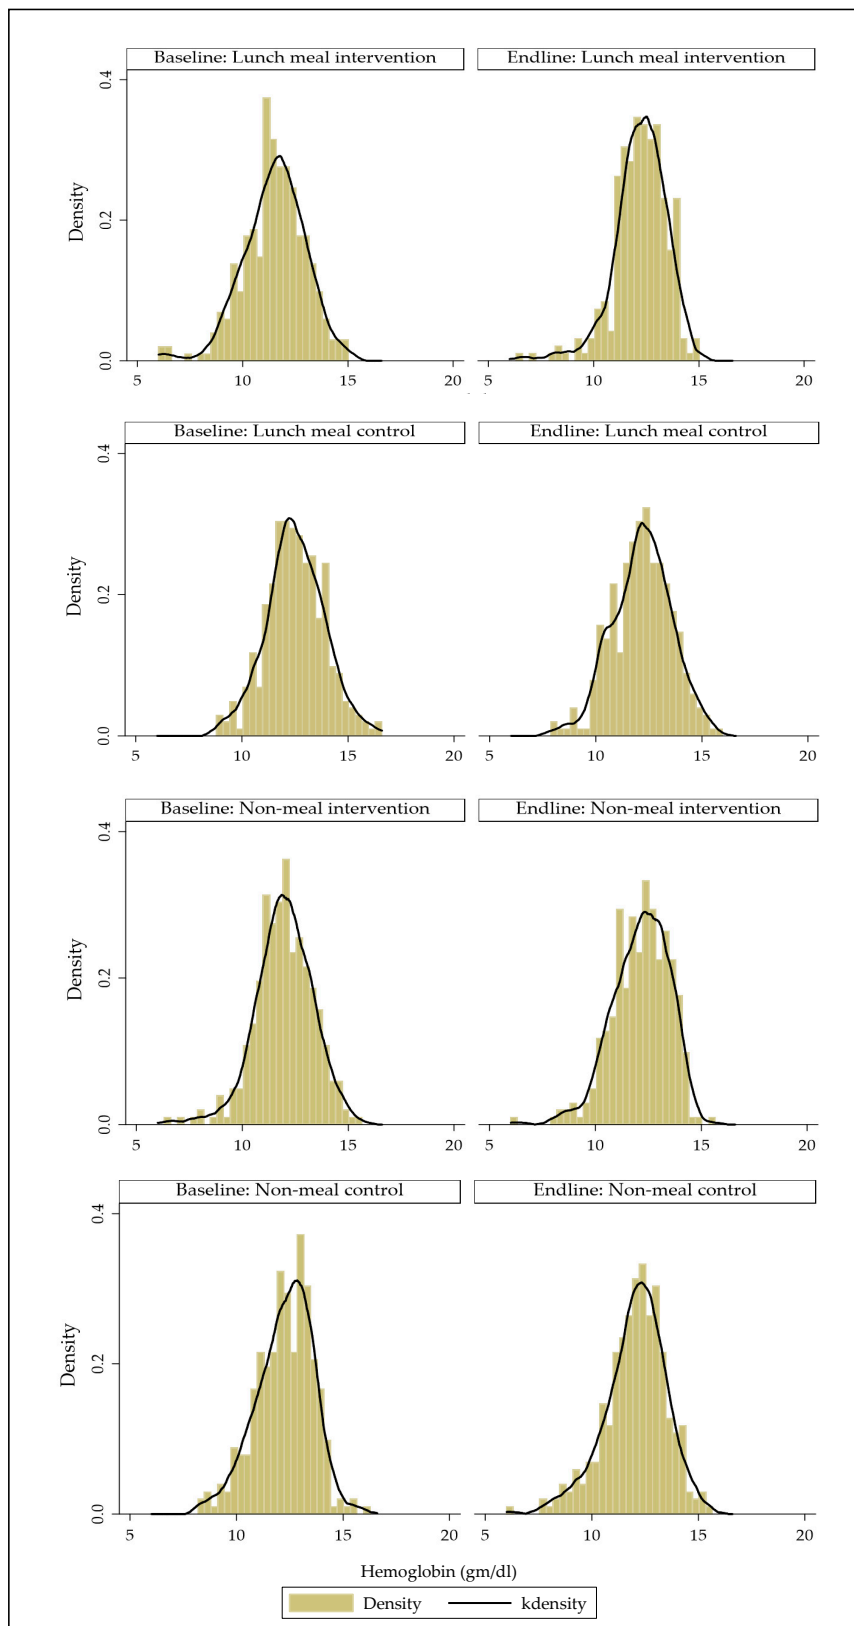 Baseline: Lunch meal intervention Endline: Lunch meal intervention
0.4
0.2
0.0
Density
5 10 15 20 5 10 15 20
Baseline: Lunch meal control Endline: Lunch meal control
0.4
0.2
0.0
Density
5 10 15 20 5 10 15 20
Baseline: Non-meal intervention Endline: Non-meal intervention
0.4
0.2
0.0
Density
5 10 15 20 5 10 15 20
Baseline: Non-meal control Endline: Non-meal control
0.4
0.2
0.0
Density
5 10 15 20 5 10 15 20
Hemoglobin (gm/dl)
Density kdensity